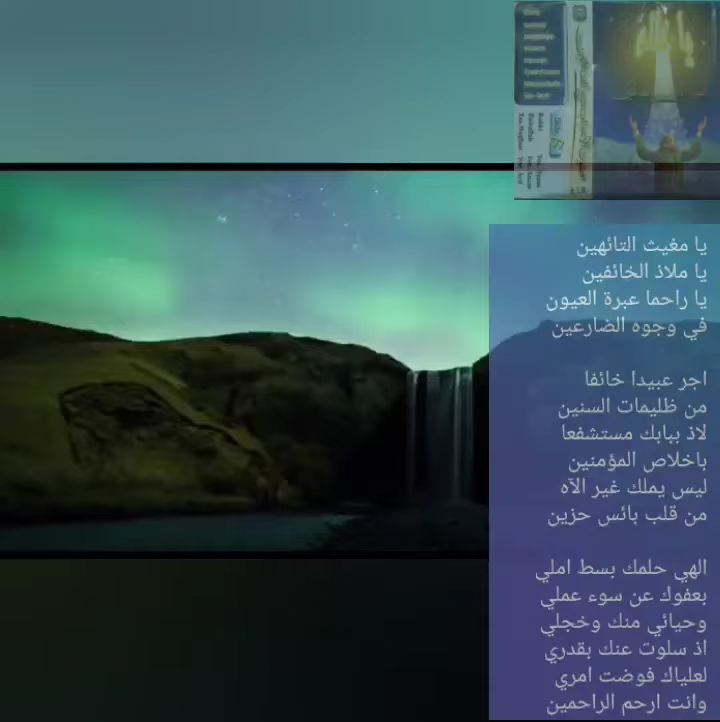 يا الله
يا مغيث التائهين
يا ملاذ الخائفين
يا راحما عبرة العيون
في وجوه الضارعين
اجر عبيدا خائفا
من ظليمات السنين
لاذ ببابك مستشفعا
باخلاص المؤمنين
ليس يملك غير الآه
من قلب بائس حزين
الهي حلمك بسط املي
بعفوك عن سوء عملي
وحيائي منك وخجلي
اذ سلوت عنك بقدري
لعلياك فوضت امري
وانت ارحم الراحمين